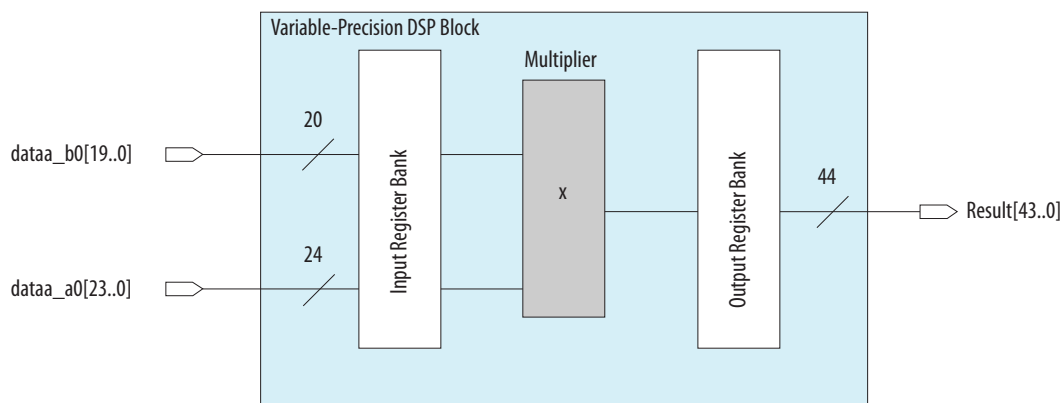 Variable-Precision DSP Block
Multiplier
20
dataa_b0[19..0]
Input Register Bank
x
Output Register Bank
44
Result[43..0]
24
dataa_a0[23..0]